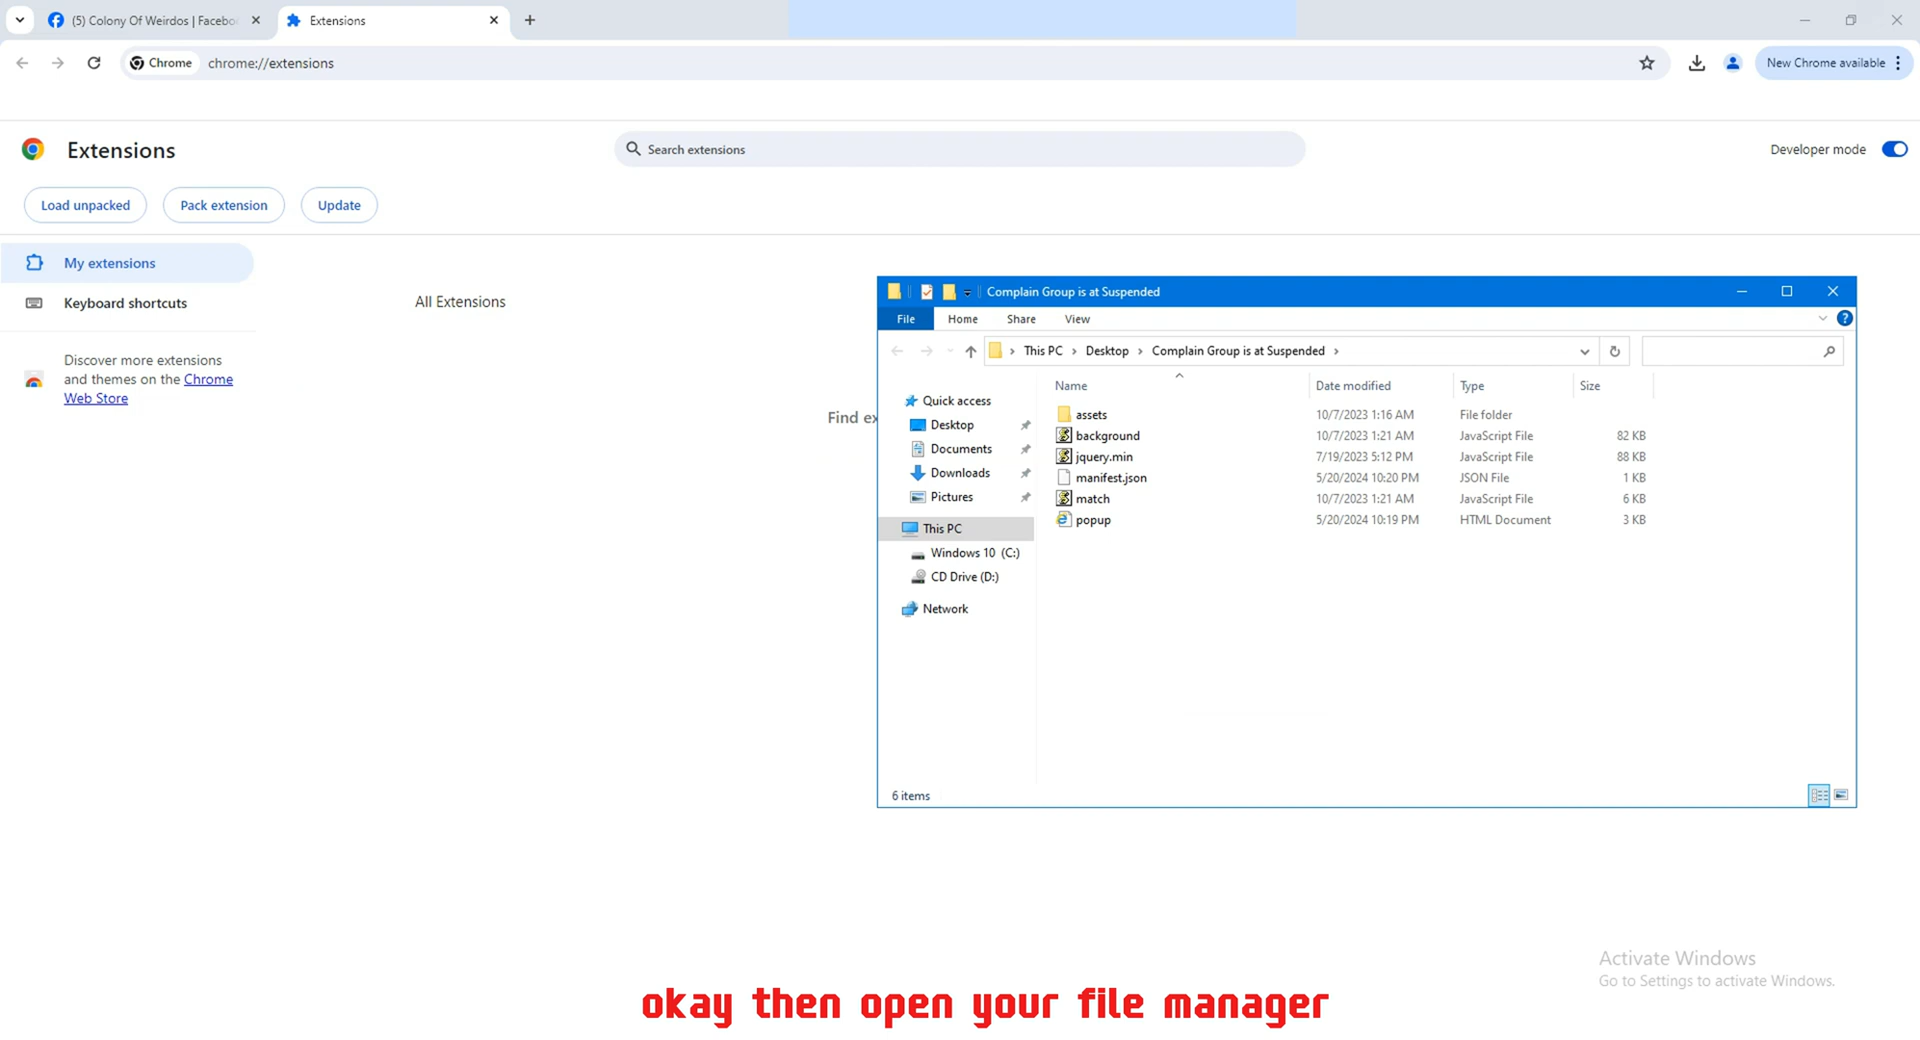 (5) Colony Of Weirdos | Facebo
Extensions
Chrome
chrome://extensions
New Chrome available
Extensions
Search extensions
Developer mode
Load unpacked
Pack extension
Update
My extensions
Keyboard shortcuts
All Extensions
Discover more extensions
and themes on the Chrome
Web Store
Find ex
Complain Group is at Suspended
File
Home
Share
View
This PC
Desktop
Complain Group is at Suspended
Name
Date modified
Type
Size
Quick access
Desktop
Documents
Downloads
Pictures
This PC
Windows 10 (C:)
CD Drive (D:)
Network
assets 10/7/2023 1:16 AM File folder
background 10/7/2023 1:21 AM JavaScript File 82 KB
jquery.min 7/19/2023 5:12 PM JavaScript File 88 KB
manifest.json 5/20/2024 10:20 PM JSON File 1 KB
match 10/7/2023 1:21 AM JavaScript File 6 KB
popup 5/20/2024 10:19 PM HTML Document 3 KB
6 items
Activate Windows
Go to Settings to activate Windows.
okay then open your file manager